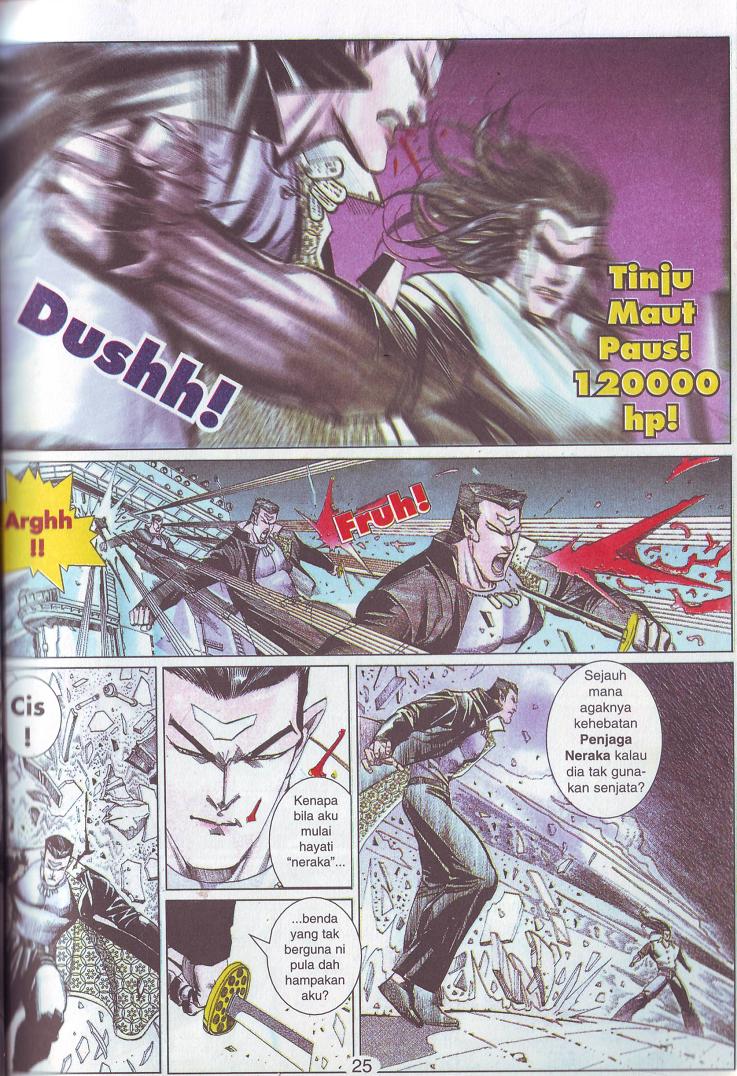 Dushh!
Tinju
Maut
Paus!
120000
hp!
Arghh
!!
Fruh!
Cis
!
Kenapa
bila aku
mulai
hayati
“neraka”...
...benda
yang tak
berguna ni
pula dah
hampakan
aku?
Sejauh
mana
agaknya
kehebatan
Penjaga
Neraka kalau
dia tak guna-
kan senjata?
25